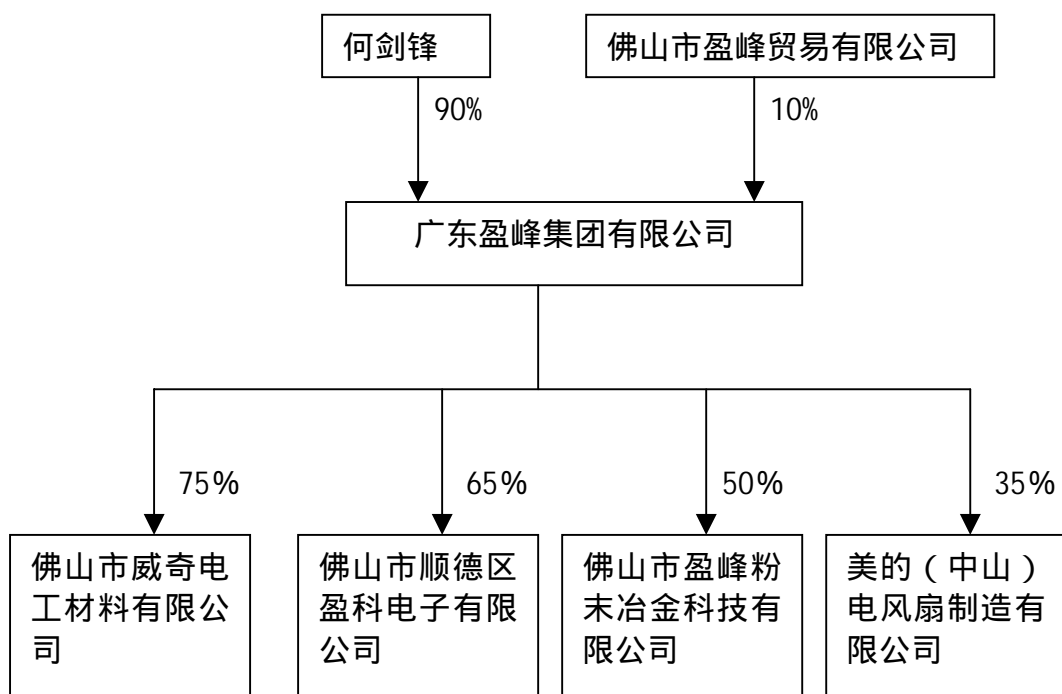 何剑锋
佛山市盈峰贸易有限公司
90%
10%
广东盈峰集团有限公司
75%
65%
50%
35%
佛山市威奇电
工材料有限公
司
佛山市顺德区
盈科电子有限
公司
佛山市盈峰粉
末冶金科技有
限公司
美的（中山）
电风扇制造有
限公司